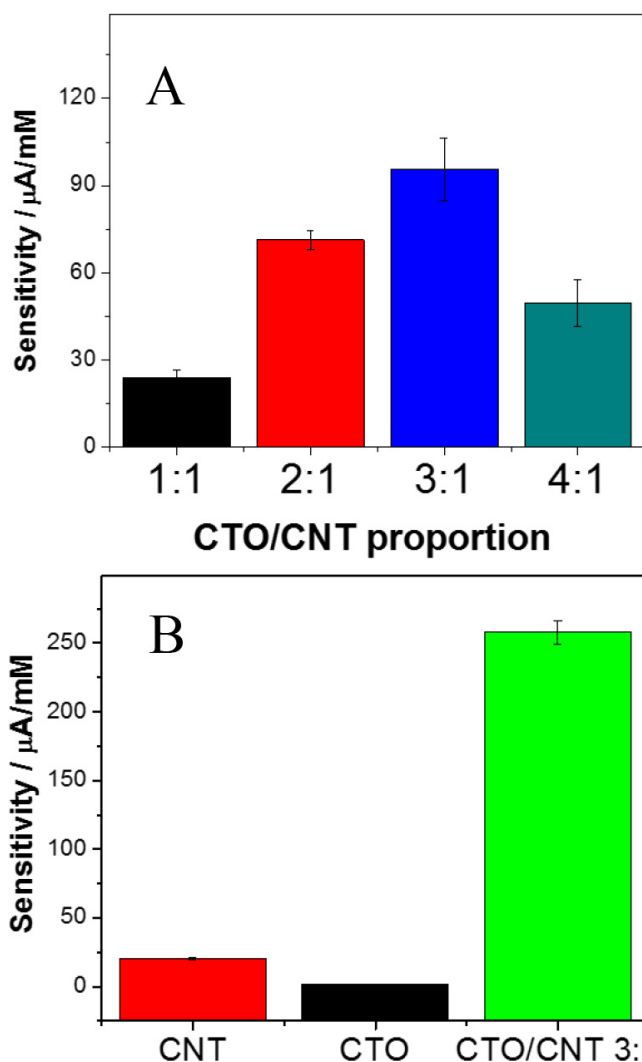 A
Sensitivity / μA/mM
120
90
60
30
0
1:1 2:1 3:1 4:1
CTO/CNT proportion
B
Sensitivity / μA/mM
250
200
150
100
50
0
CNT CTO CTO/CNT 3: